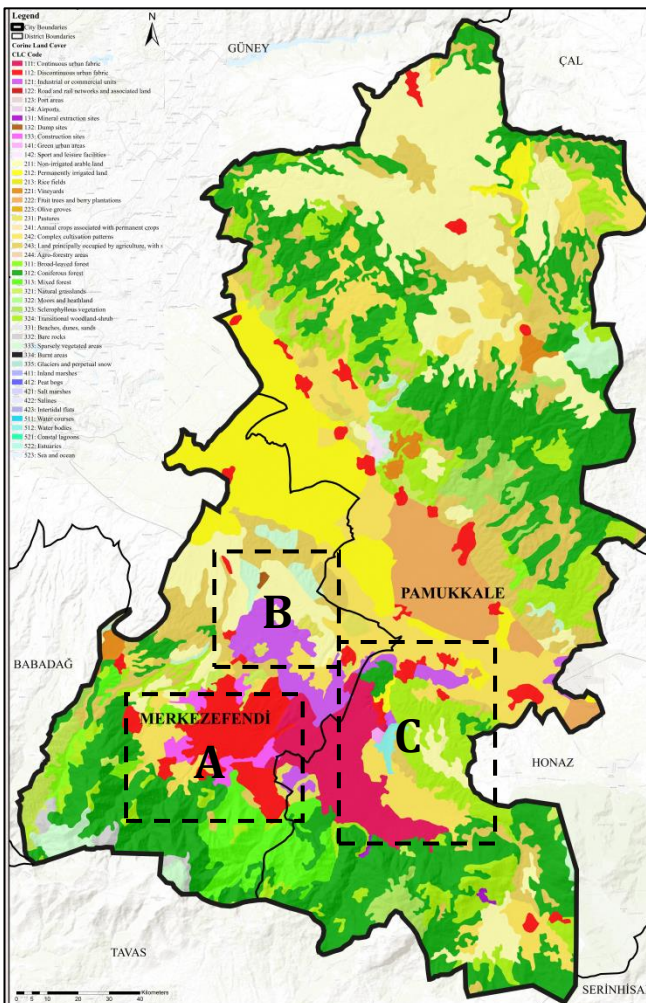 Legend
City Boundaries
District Boundaries
Corine Land Cover
CLC Code
111: Continuous urban fabric
112: Discontinuous urban fabric
121: Industrial or commercial units
122: Road and rail networks and associated land
123: Port areas
124: Airports
131: Mineral extraction sites
132: Dump sites
133: Construction sites
141: Green urban areas
142: Sport and leisure facilities
211: Non-irrigated arable land
212: Permanently irrigated land
213: Rice fields
221: Vineyards
222: Fruit trees and berry plantations
223: Olive groves
231: Pastures
241: Annual crops associated with permanent crops
242: Complex cultivation patterns
243: Land principally occupied by agriculture, with s
244: Agro-forestry areas
311: Broad-leaved forest
312: Coniferous forest
313: Mixed forest
321: Natural grasslands
322: Moors and heathland
323: Sclerophyllous vegetation
324: Transitional woodland-shrub
331: Beaches, dunes, sands
332: Bare rocks
333: Sparsely vegetated areas
334: Burnt areas
335: Glaciers and perpetual snow
411: Inland marshes
412: Peat bogs
421: Salt marshes
422: Salines
423: Intertidal flats
511: Water courses
512: Water bodies
521: Coastal lagoons
522: Estuaries
523: Sea and ocean
N
GÜNEY
ÇAL
PAMUKKALE
B
BABADAĞ
MERKEZEFENDİ
A
C
HONAZ
TAVAS
SERİNHİSA
0 5 10 20 30 40
Kilometers